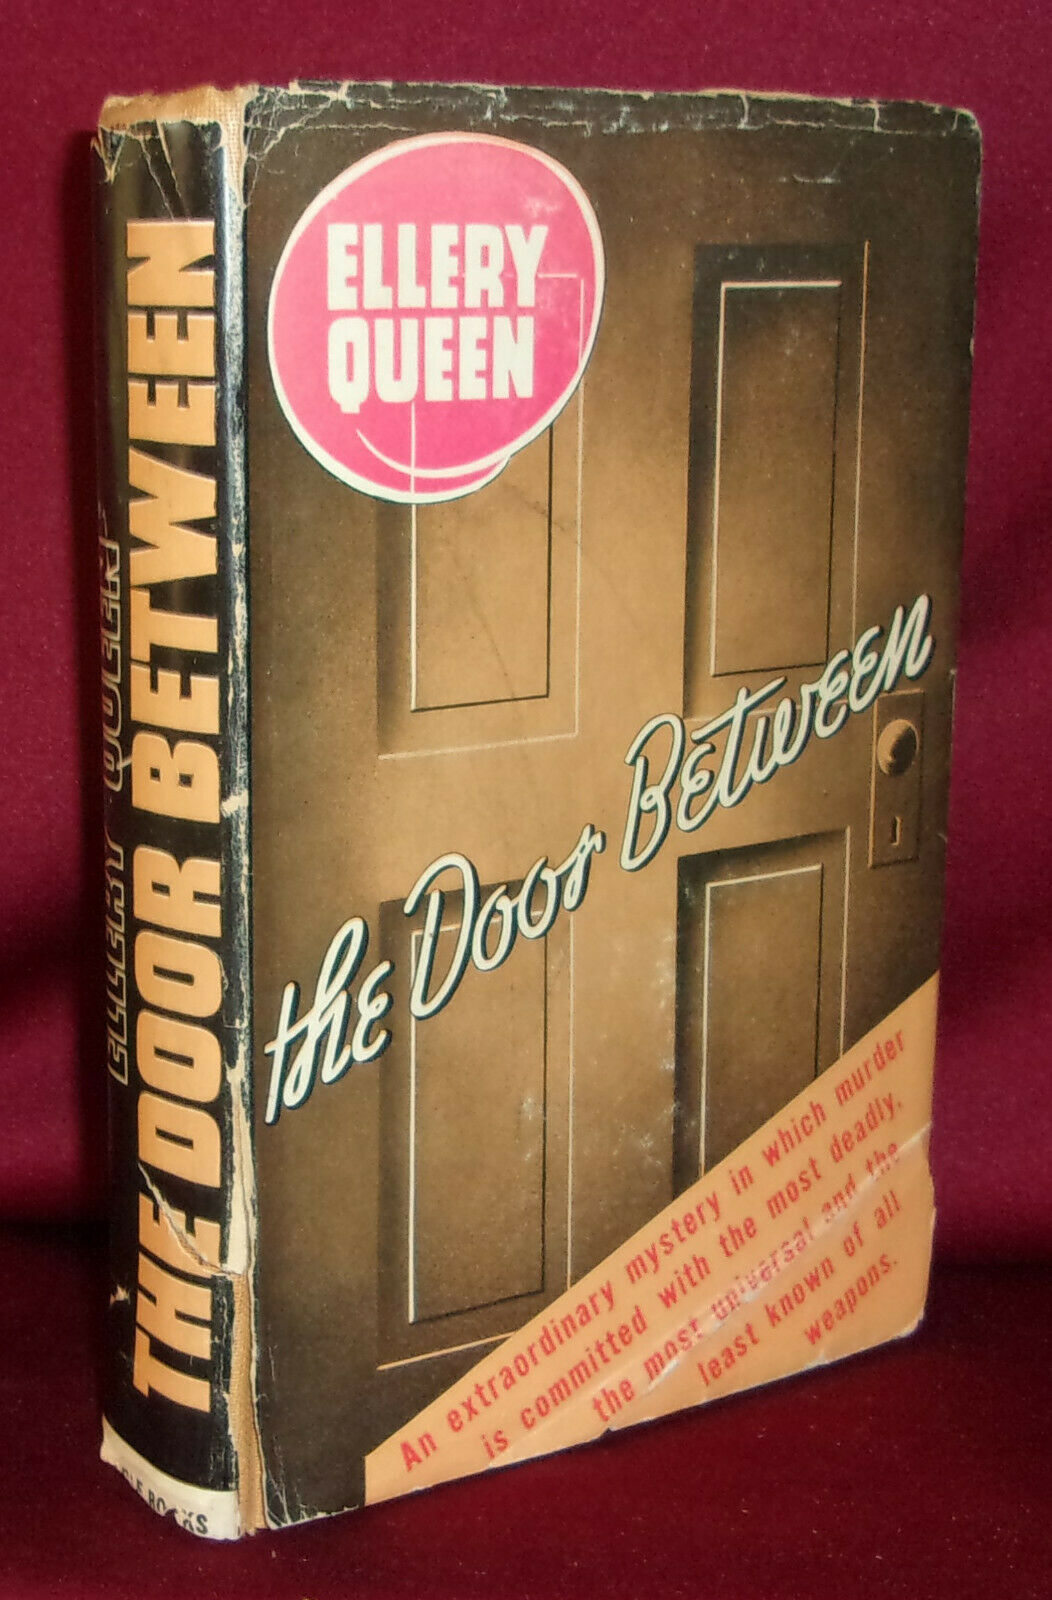 ELLERY
QUEEN
the Door Between
An extraordinary mystery in which murder
is committed with the most deadly,
the most universal and the
least known of all
weapons.
ELLERY QUEEN
THE DOOR BETWEEN